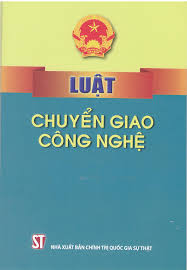 LUẬT
CHUYỂN GIAO
CÔNG NGHỆ
ST
NHÀ XUẤT BẢN CHÍNH TRỊ QUỐC GIA SỰ THẬT